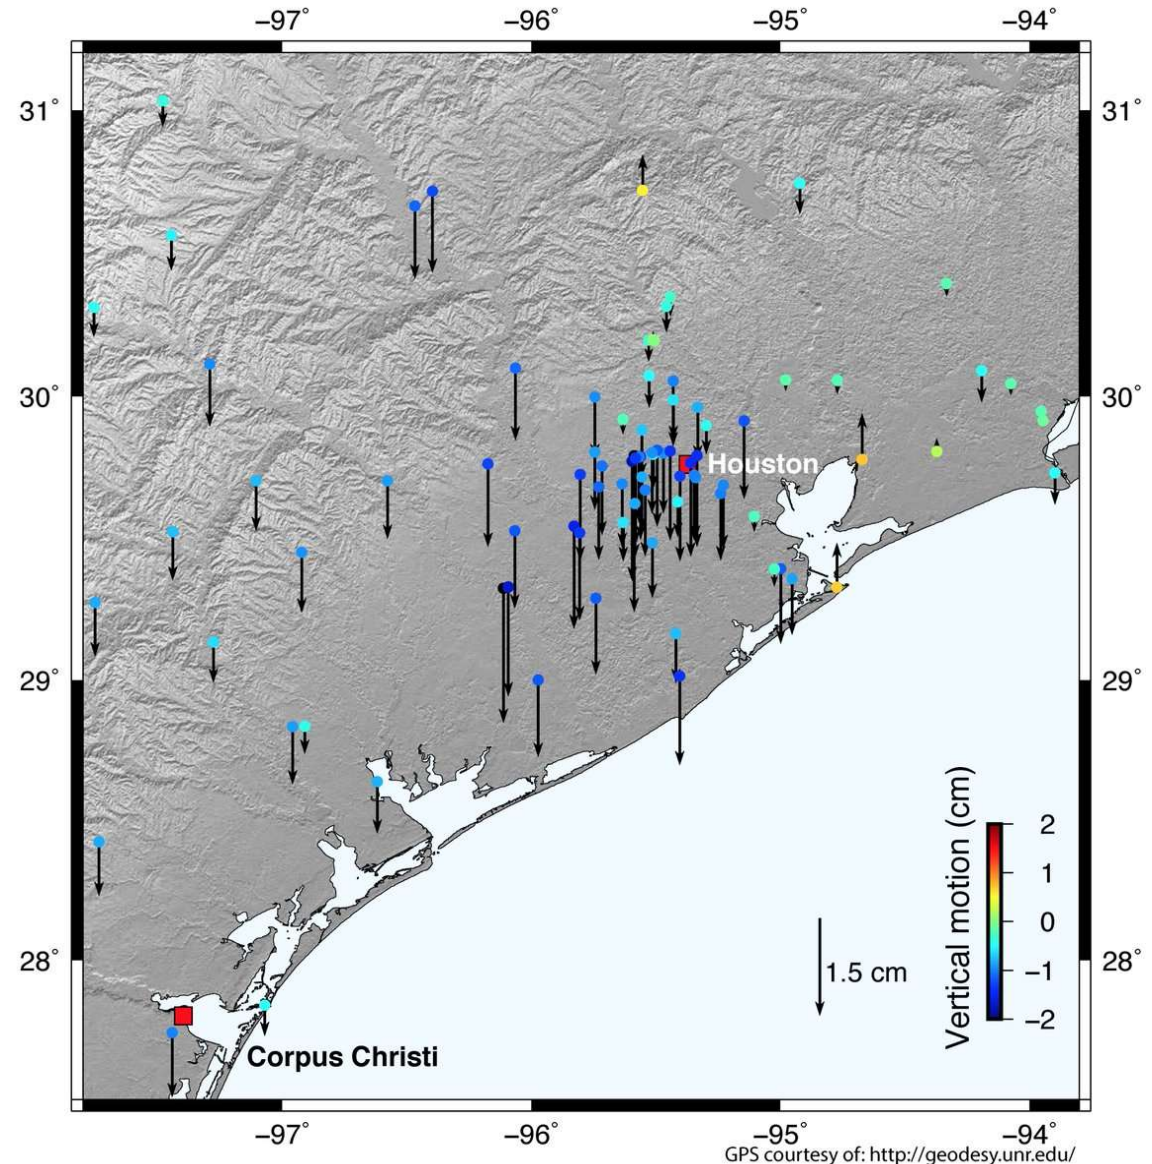 −97˚ −96˚ −95˚ −94˚
31˚ 31˚
30˚ 30˚
Houston
29˚ 29˚
Vertical motion (cm)
2
1
0
−1
−2
28˚ 28˚
1.5 cm
Corpus Christi
−97˚ −96˚ −95˚ −94˚
GPS courtesy of: http://geodesy.unr.edu/